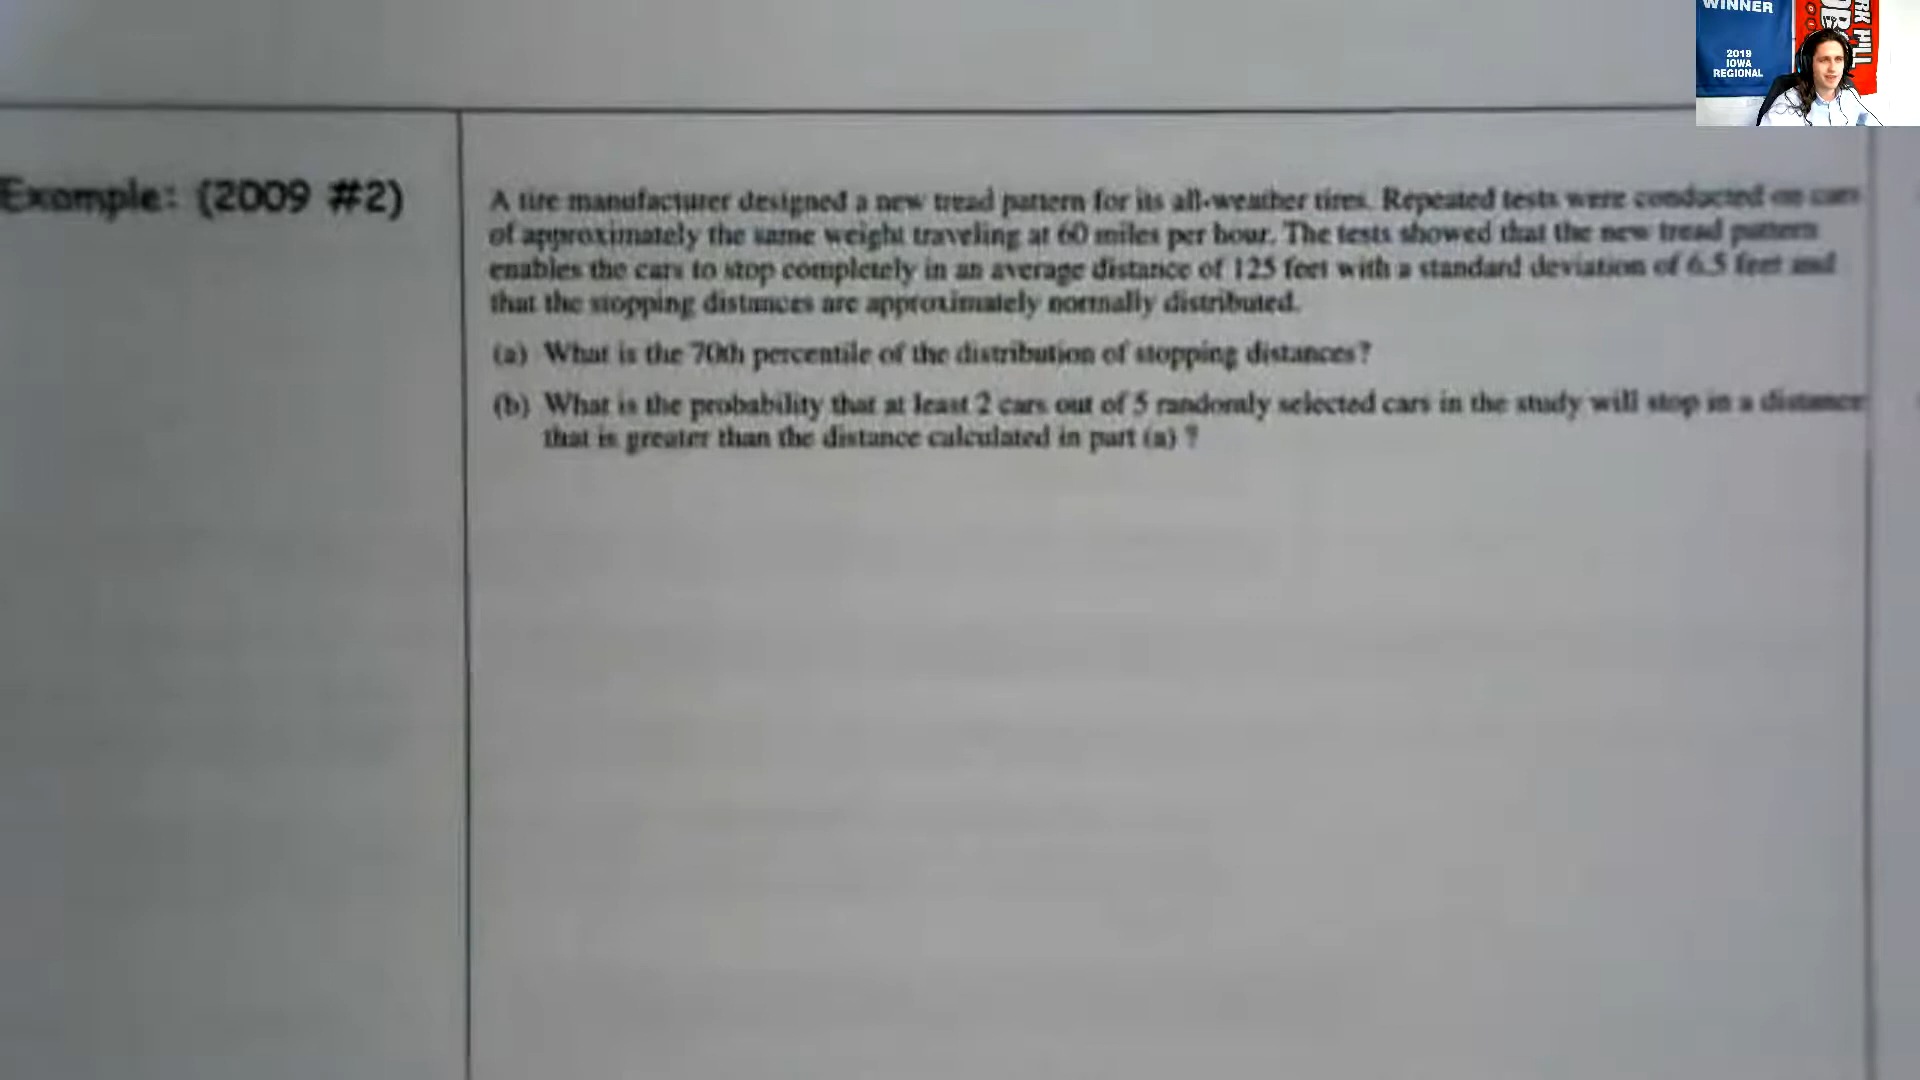 WINNER
2019
IOWA
REGIONAL
RK HILL
Example: (2009 #2)
A tire manufacturer designed a new tread pattern for its all-weather tires. Repeated tests were conducted on cars
of approximately the same weight traveling at 60 miles per hour. The tests showed that the new tread pattern
enables the cars to stop completely in an average distance of 125 feet with a standard deviation of 6.5 feet and
that the stopping distances are approximately normally distributed.
(a) What is the 70th percentile of the distribution of stopping distances?
(b) What is the probability that at least 2 cars out of 5 randomly selected cars in the study will stop in a distance
that is greater than the distance calculated in part (a) ?